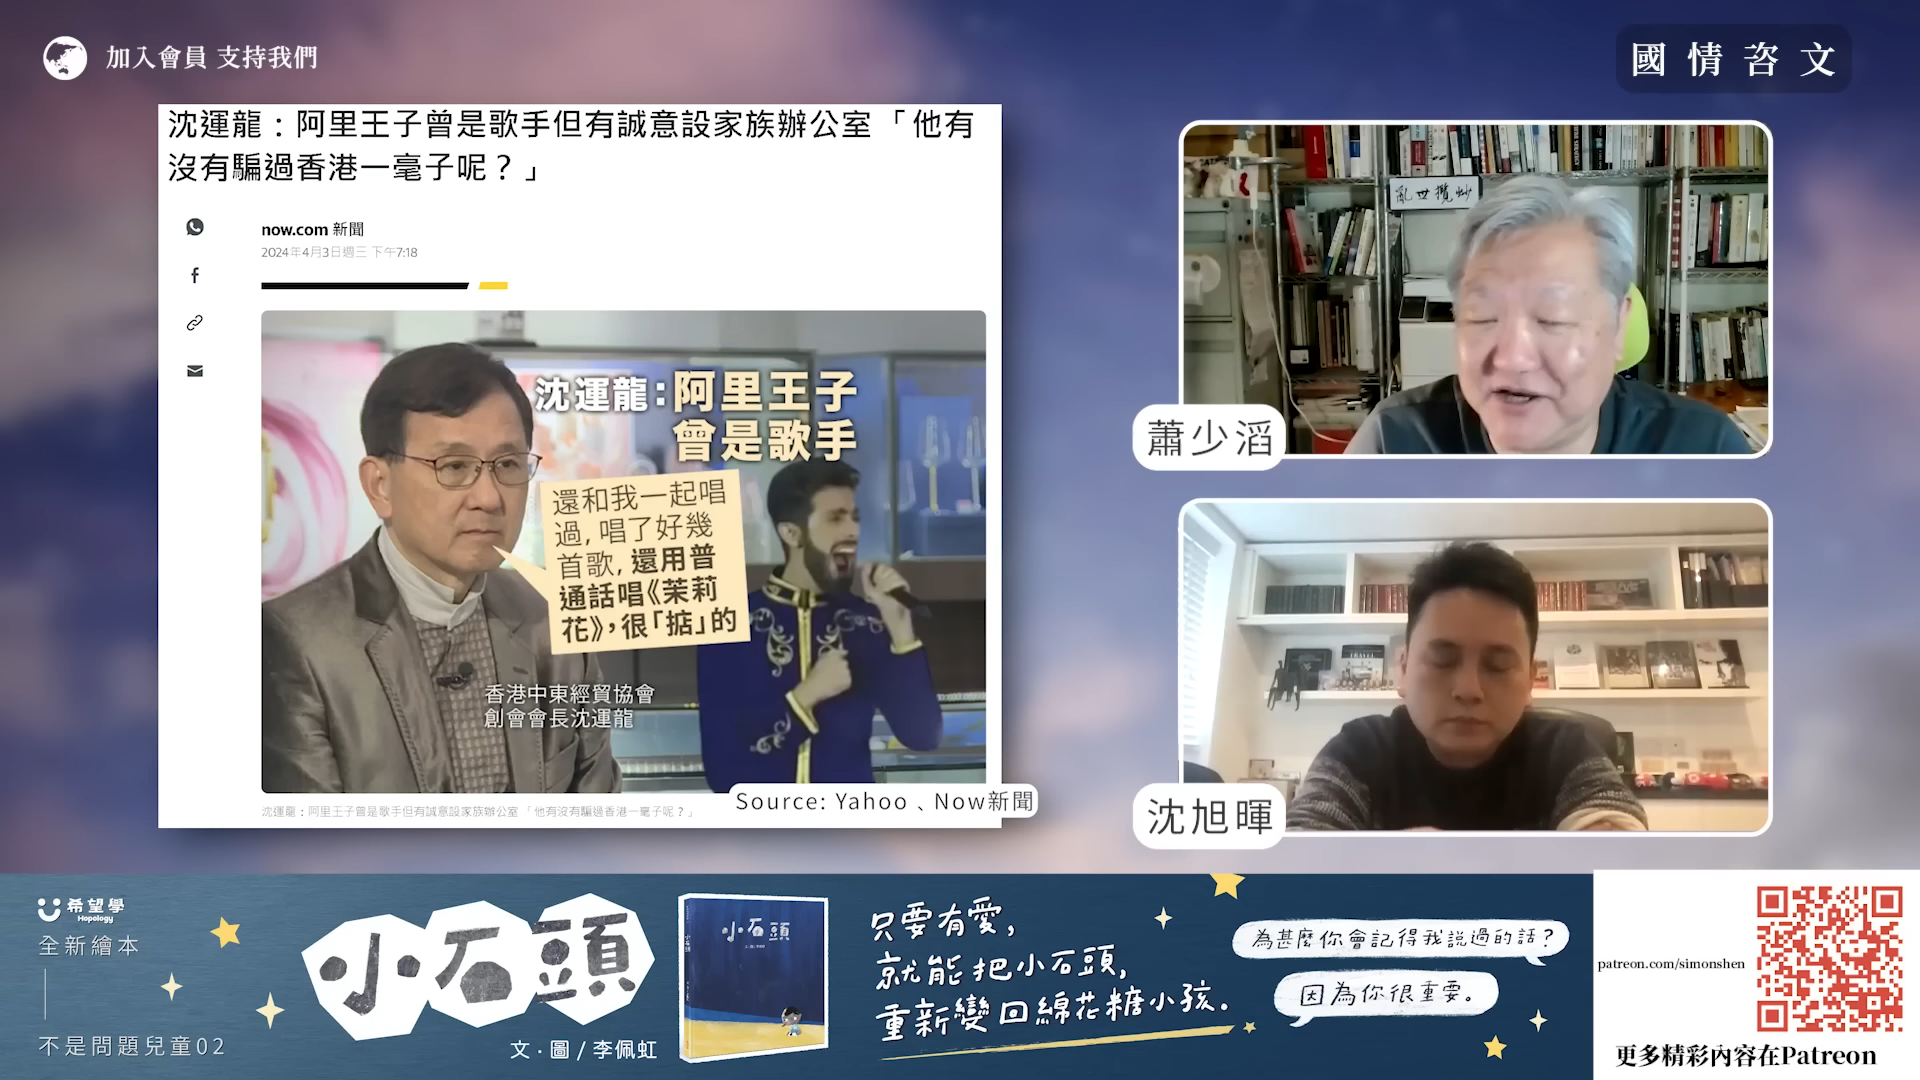 加入會員 支持我們
國情咨文
沈運龍：阿里王子曾是歌手但有誠意設家族辦公室「他有
沒有騙過香港一毫子呢？」
now.com 新聞
2024年4月3日週三 下午7:18
沈運龍：阿里王子
曾是歌手
還和我一起唱
過，唱了好幾
首歌，還用普
通話唱《茉莉
花》，很「掂」的
香港中東經貿協會
創會會長沈運龍
沈運龍：阿里王子曾是歌手但有誠意設家族辦公室「他有沒有騙過香港一毫子呢？」
Source: Yahoo、Now新聞
亂世攬炒
蕭少滔
沈旭暉
希望學
Hopology
全新繪本
不是問題兒童02
小石頭
文·圖 / 李佩虹
小石頭
只要有愛，
就能把小石頭，
重新變回綿花糖小孩。
為甚麼你會記得我說過的話？
因為你很重要。
patreon.com/simonshen
更多精彩內容在Patreon